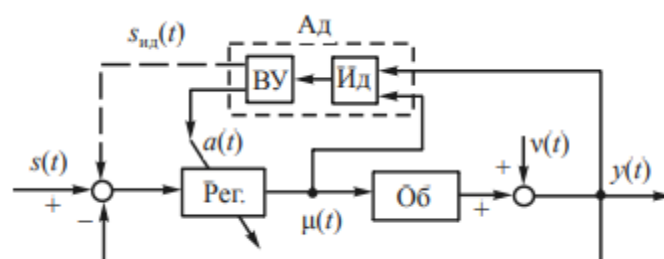 Ад
s_ид(t)
ВУ
Ид
a(t)
s(t)
ν(t)
y(t)
+
−
Рег.
μ(t)
Об
+
+